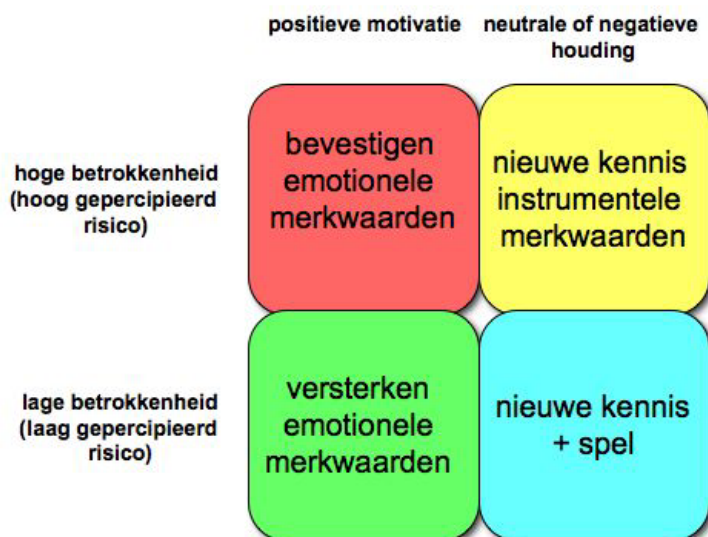 positieve motivatie
neutrale of negatieve
houding
hoge betrokkenheid
(hoog gepercipieerd
risico)
bevestigen
emotionele
merkwaarden
nieuwe kennis
instrumentele
merkwaarden
lage betrokkenheid
(laag gepercipieerd
risico)
versterken
emotionele
merkwaarden
nieuwe kennis
+ spel